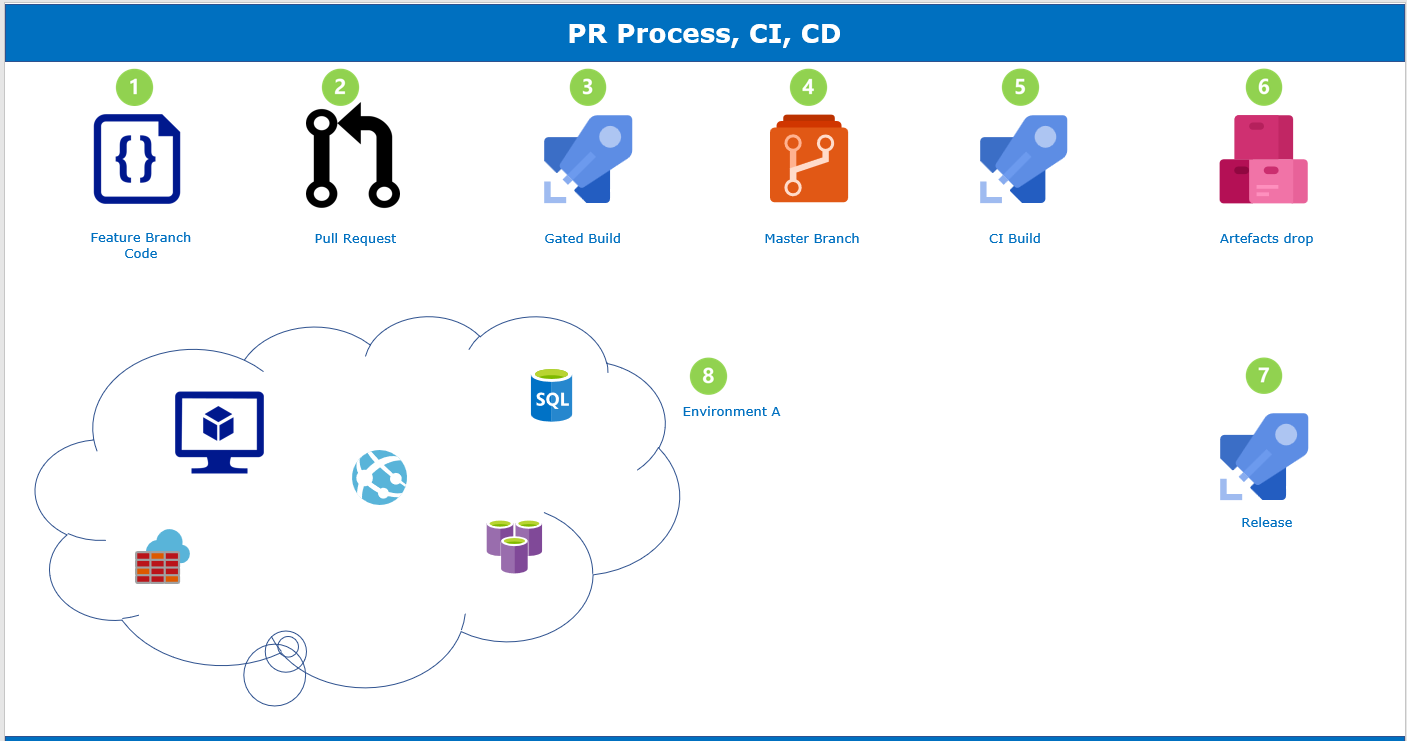 PR Process, CI, CD
1
2
3
4
5
6
{ }
Feature Branch
Code
Pull Request
Gated Build
Master Branch
CI Build
Artefacts drop
8
Environment A
SQL
7
Release